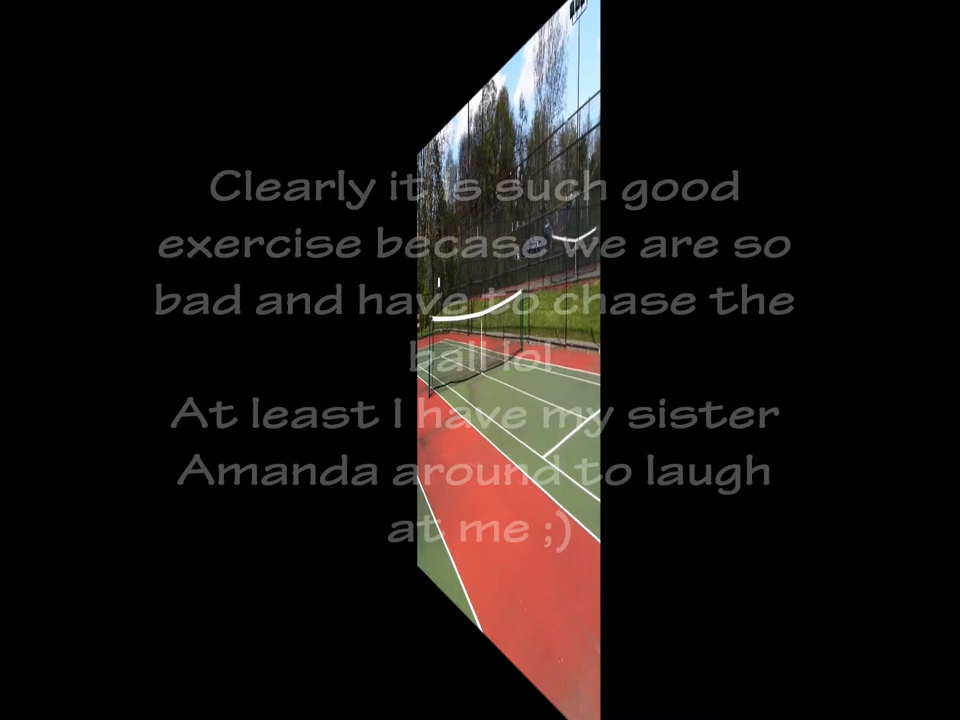 Clearly it is such good
exercise becase we are so
bad and have to chase the
ball lol
At least I have my sister
Amanda around to laugh
at me ;)